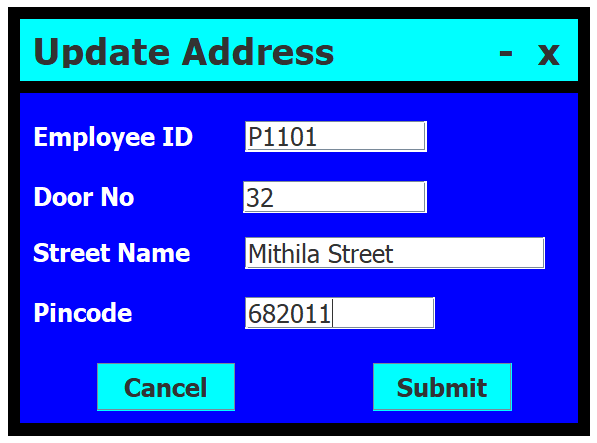 Update Address - x
Employee ID P1101
Door No 32
Street Name Mithila Street
Pincode 682011
Cancel Submit